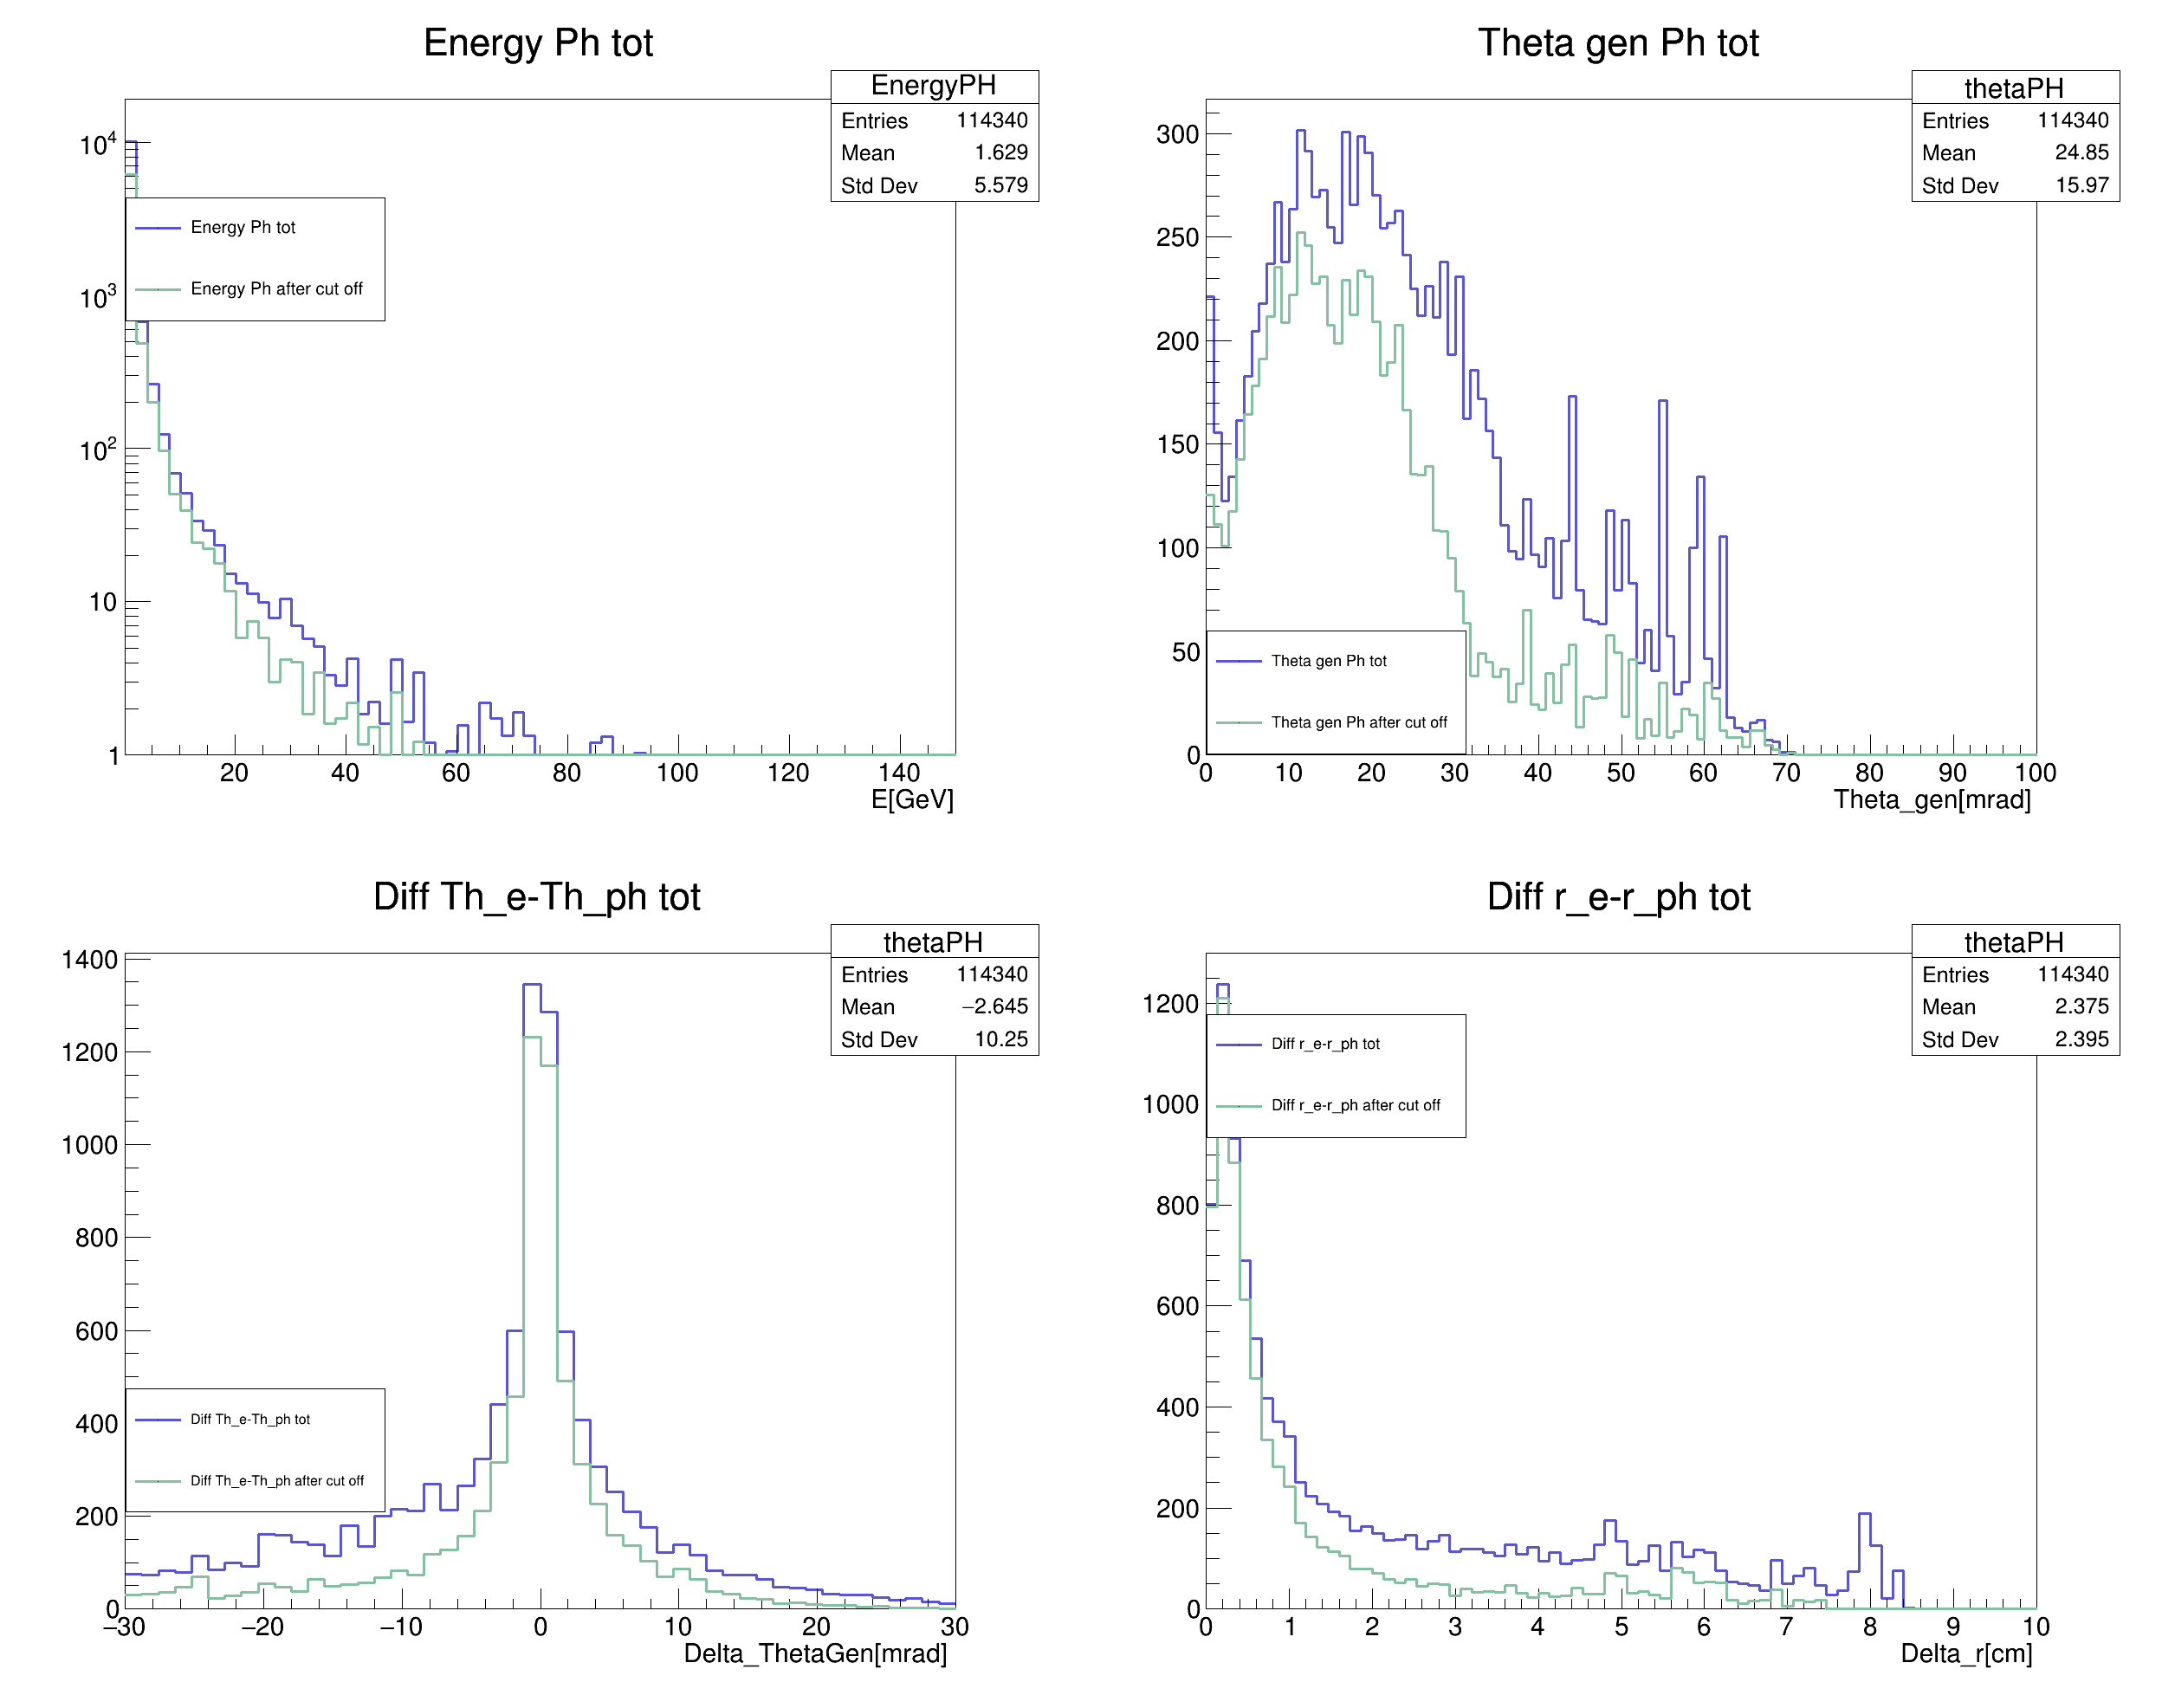 Energy Ph tot
EnergyPH
Entries 114340
Mean 1.629
Std Dev 5.579
10^4
10^3
10^2
10
1
Energy Ph tot
Energy Ph after cut off
20 40 60 80 100 120 140
E[GeV]
Theta gen Ph tot
thetaPH
Entries 114340
Mean 24.85
Std Dev 15.97
300
250
200
150
100
50
0
Theta gen Ph tot
Theta gen Ph after cut off
0 10 20 30 40 50 60 70 80 90 100
Theta_gen[mrad]
Diff Th_e-Th_ph tot
thetaPH
Entries 114340
Mean −2.645
Std Dev 10.25
1400
1200
1000
800
600
400
200
0
Diff Th_e-Th_ph tot
Diff Th_e-Th_ph after cut off
−30 −20 −10 0 10 20 30
Delta_ThetaGen[mrad]
Diff r_e-r_ph tot
thetaPH
Entries 114340
Mean 2.375
Std Dev 2.395
1200
1000
800
600
400
200
0
Diff r_e-r_ph tot
Diff r_e-r_ph after cut off
0 1 2 3 4 5 6 7 8 9 10
Delta_r[cm]